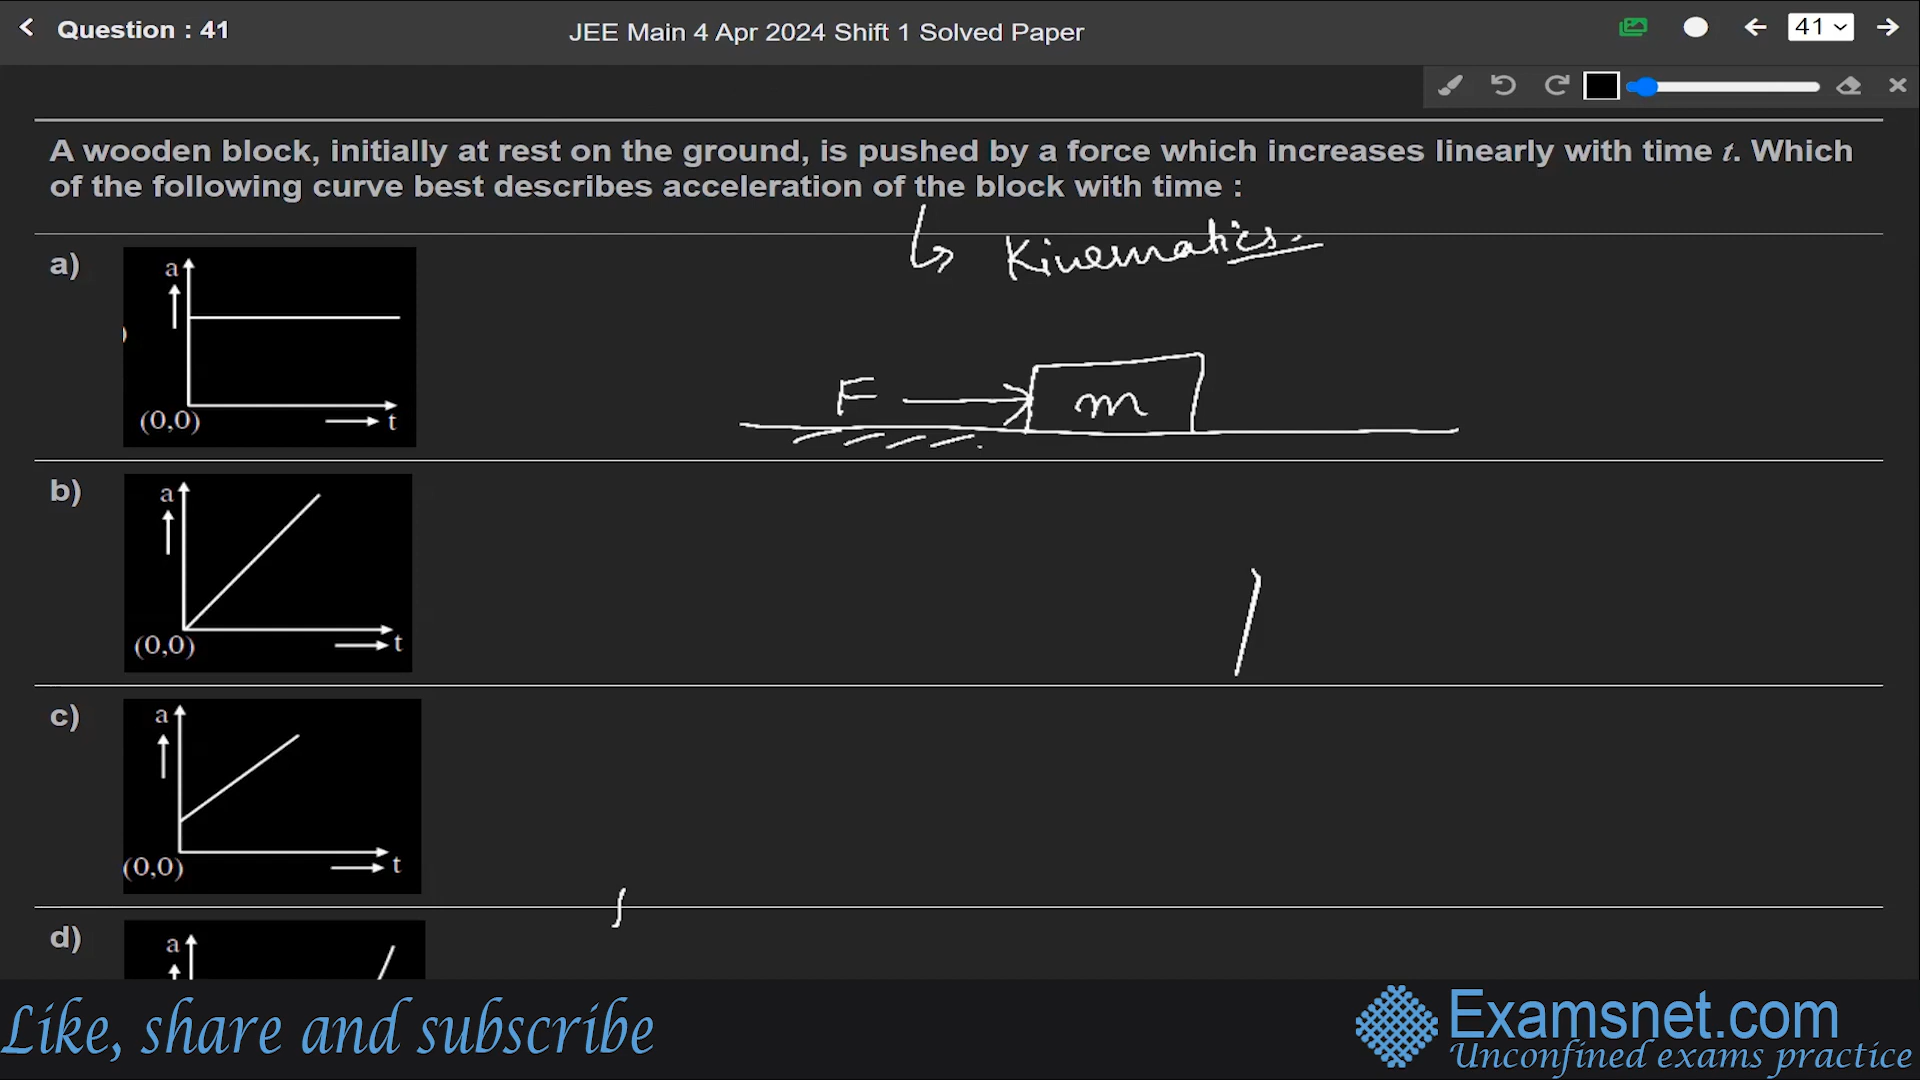 Question : 41
JEE Main 4 Apr 2024 Shift 1 Solved Paper
41
A wooden block, initially at rest on the ground, is pushed by a force which increases linearly with time t. Which
of the following curve best describes acceleration of the block with time :
Kinematics.
a)
a
(0,0)
t
F
m
b)
a
(0,0)
t
c)
a
(0,0)
t
d)
a
Like, share and subscribe
Examsnet.com
Unconfined exams practice